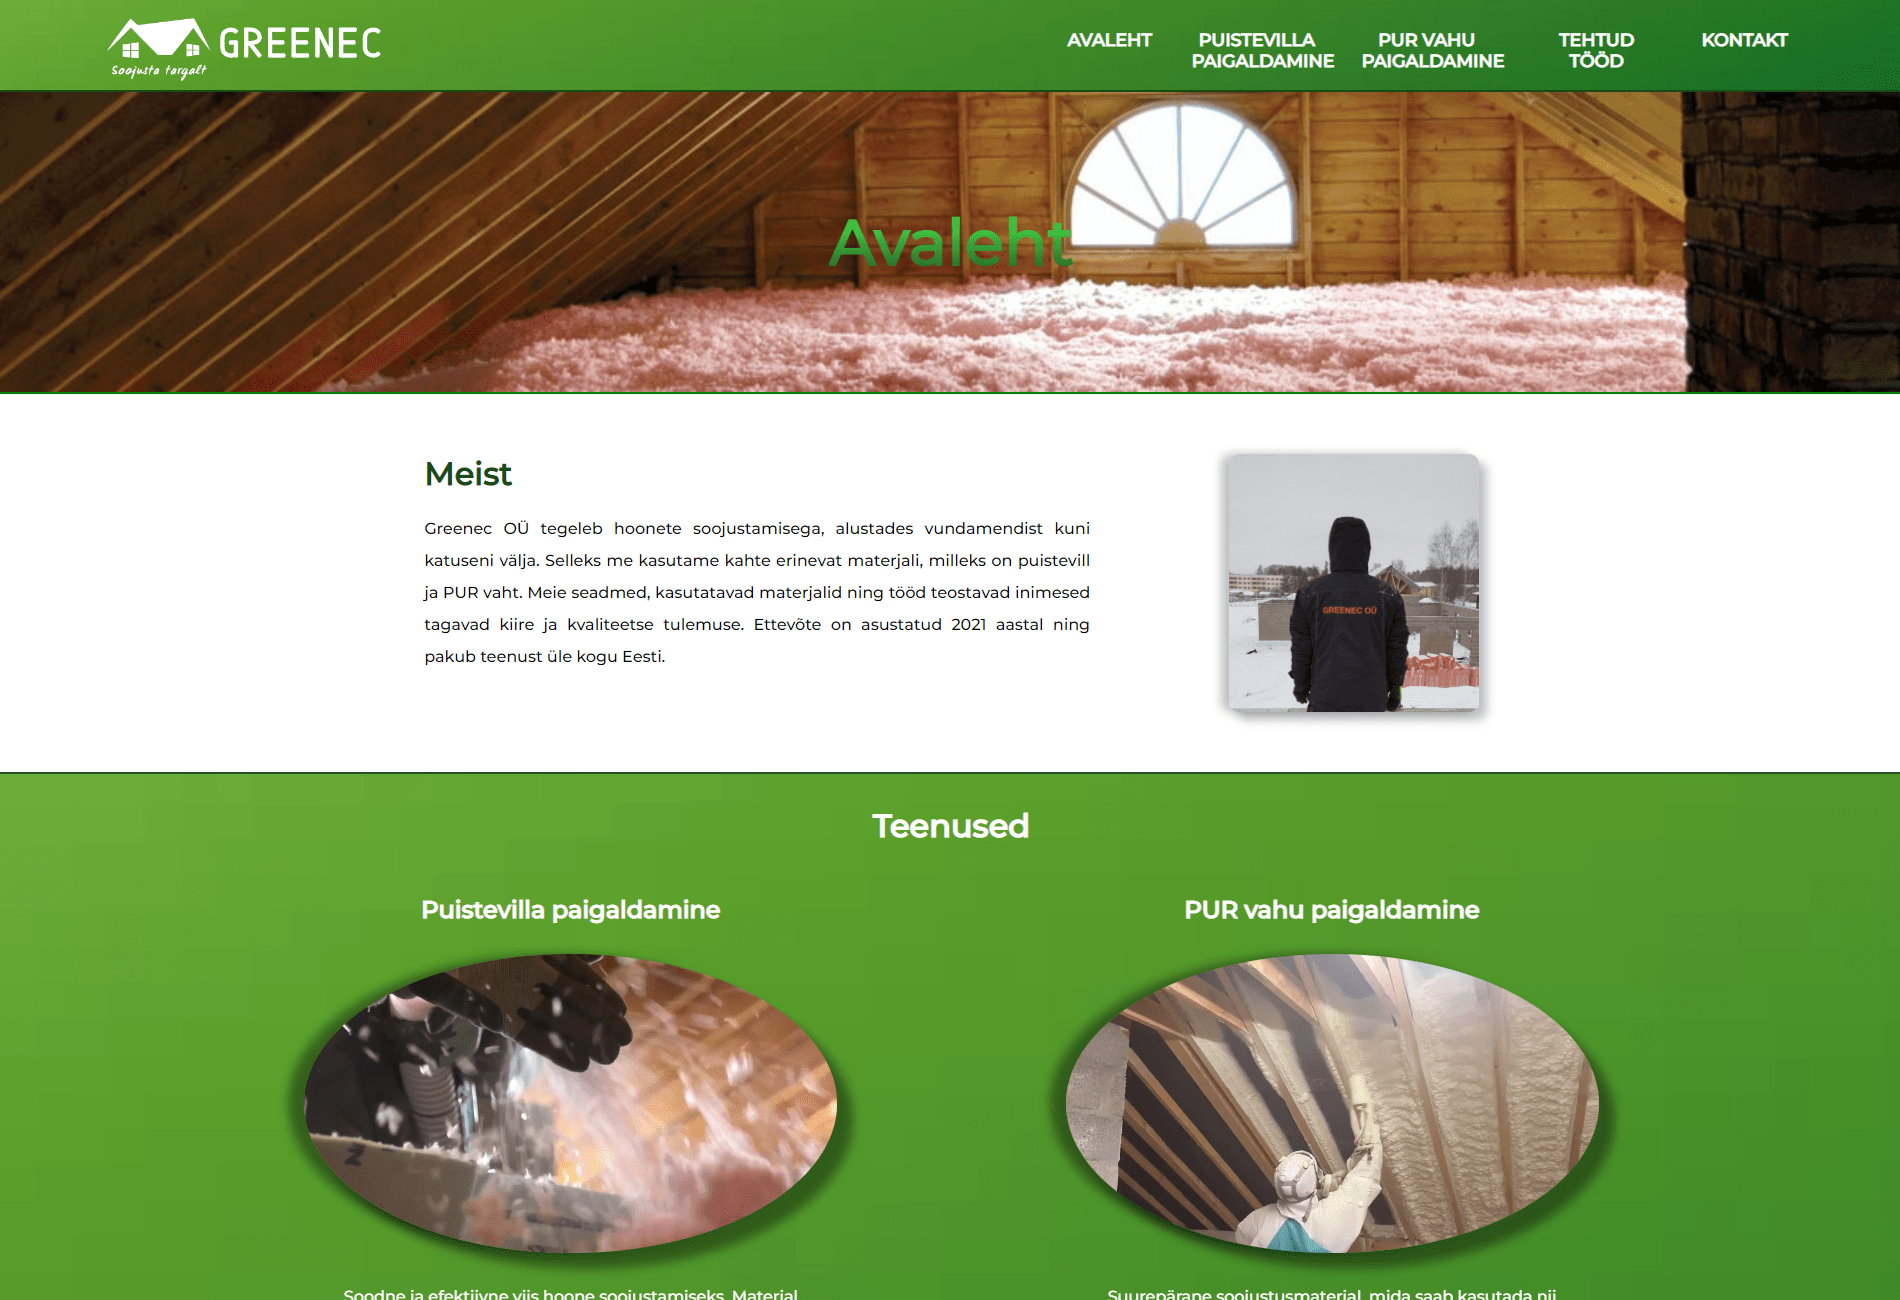 GREENEC
Soojusta targalt
AVALEHT
PUISTEVILLA
PAIGALDAMINE
PUR VAHU
PAIGALDAMINE
TEHTUD
TÖÖD
KONTAKT
Avaleht
Meist
Greenec OÜ tegeleb hoonete soojustamisega, alustades vundamendist kuni
katuseni välja. Selleks me kasutame kahte erinevat materjali, milleks on puistevill
ja PUR vaht. Meie seadmed, kasutatavad materjalid ning tööd teostavad inimesed
tagavad kiire ja kvaliteetse tulemuse. Ettevõte on asustatud 2021 aastal ning
pakub teenust üle kogu Eesti.
GREENEC OÜ
Teenused
Puistevilla paigaldamine
PUR vahu paigaldamine
Soodne ja efektiivne viis hoone soojustamiseks. Material
Suurepärane soojustusmaterjal, mida saab kasutada nii